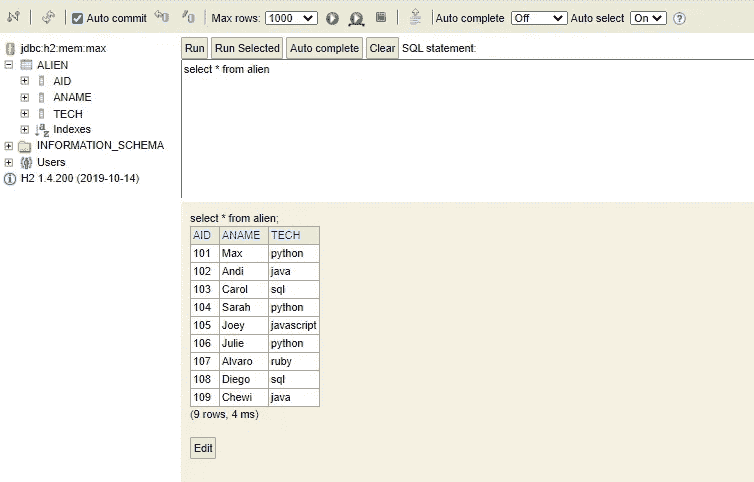 Auto commit Max rows: 1000 Auto complete Off Auto select On ?
jdbc:h2:mem:max
ALIEN
AID
ANAME
TECH
Indexes
INFORMATION_SCHEMA
Users
H2 1.4.200 (2019-10-14)
Run Run Selected Auto complete Clear SQL statement:
select * from alien
select * from alien;
AID ANAME TECH
101 Max python
102 Andi java
103 Carol sql
104 Sarah python
105 Joey javascript
106 Julie python
107 Alvaro ruby
108 Diego sql
109 Chewi java
(9 rows, 4 ms)
Edit